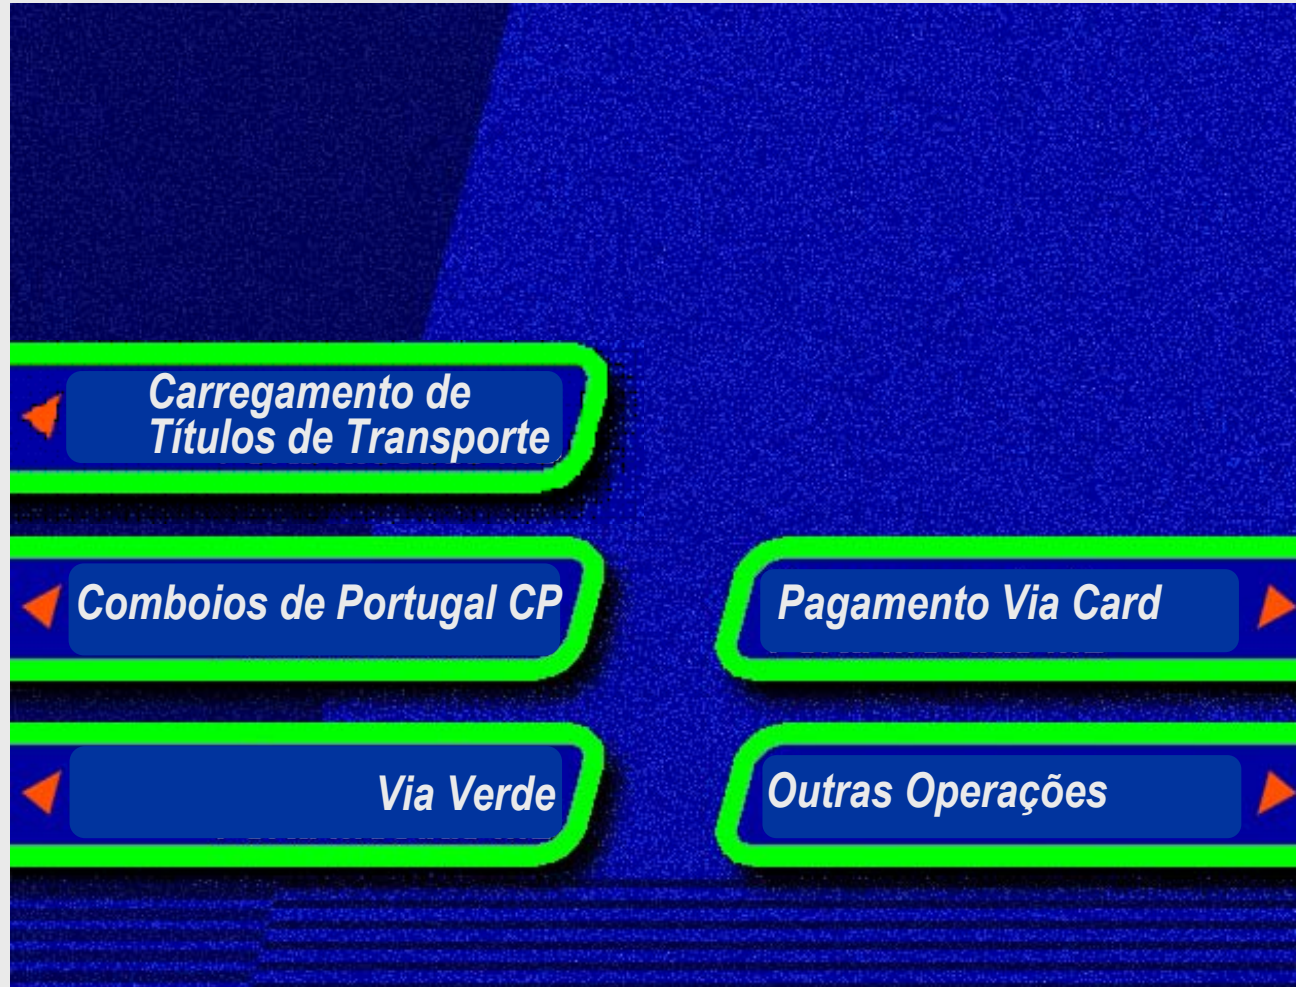 Carregamento de
Títulos de Transporte
Comboios de Portugal CP
Pagamento Via Card
Via Verde
Outras Operações